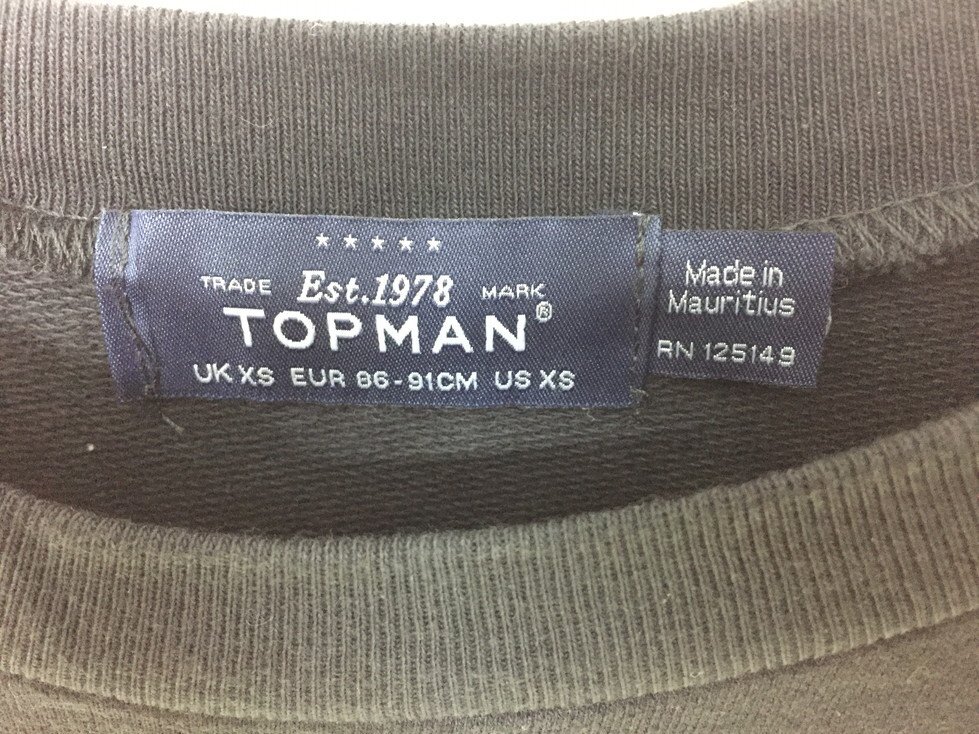 TRADE Est.1978 MARK
TOPMAN®
UK XS EUR 86-91CM US XS
Made in
Mauritius
RN 125149